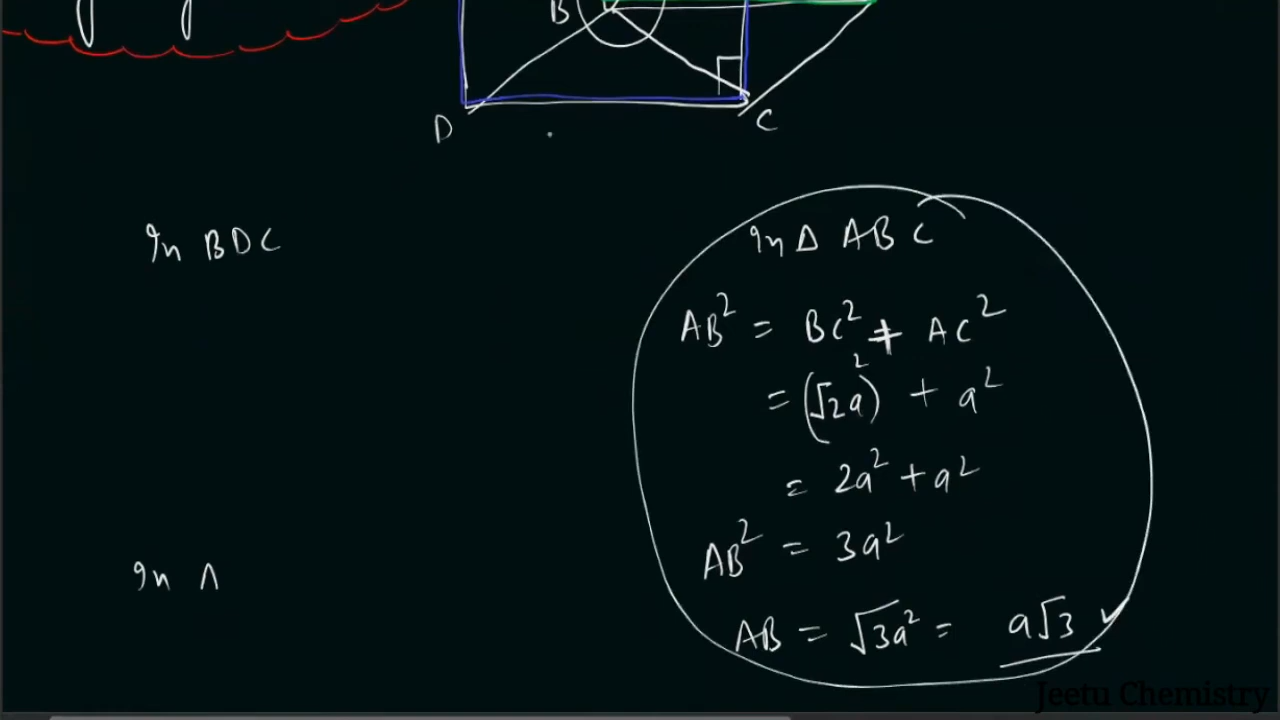 B
D
C
In BDC
In Δ ABC
AB² = BC² + AC²
= (√2a)² + a²
= 2a² + a²
AB² = 3a²
In Λ
AB = √3a² = a√3 ✓
Jeetu Chemistry